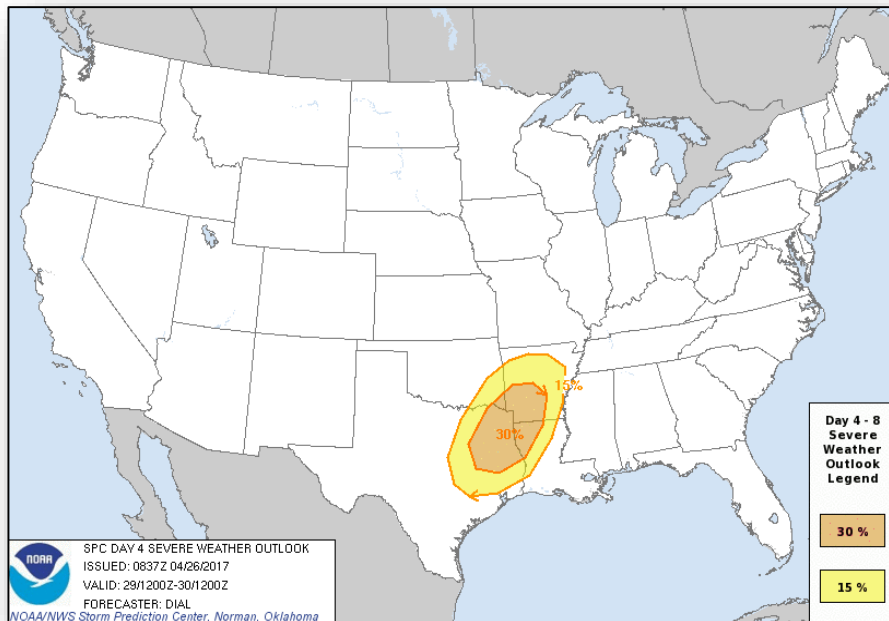 15%
30%
Day 4 - 8
Severe
Weather
Outlook
Legend
30 %
15 %
NOAA
SPC DAY 4 SEVERE WEATHER OUTLOOK
ISSUED: 0837Z 04/26/2017
VALID: 29/1200Z-30/1200Z
FORECASTER: DIAL
NOAA/NWS Storm Prediction Center, Norman, Oklahoma